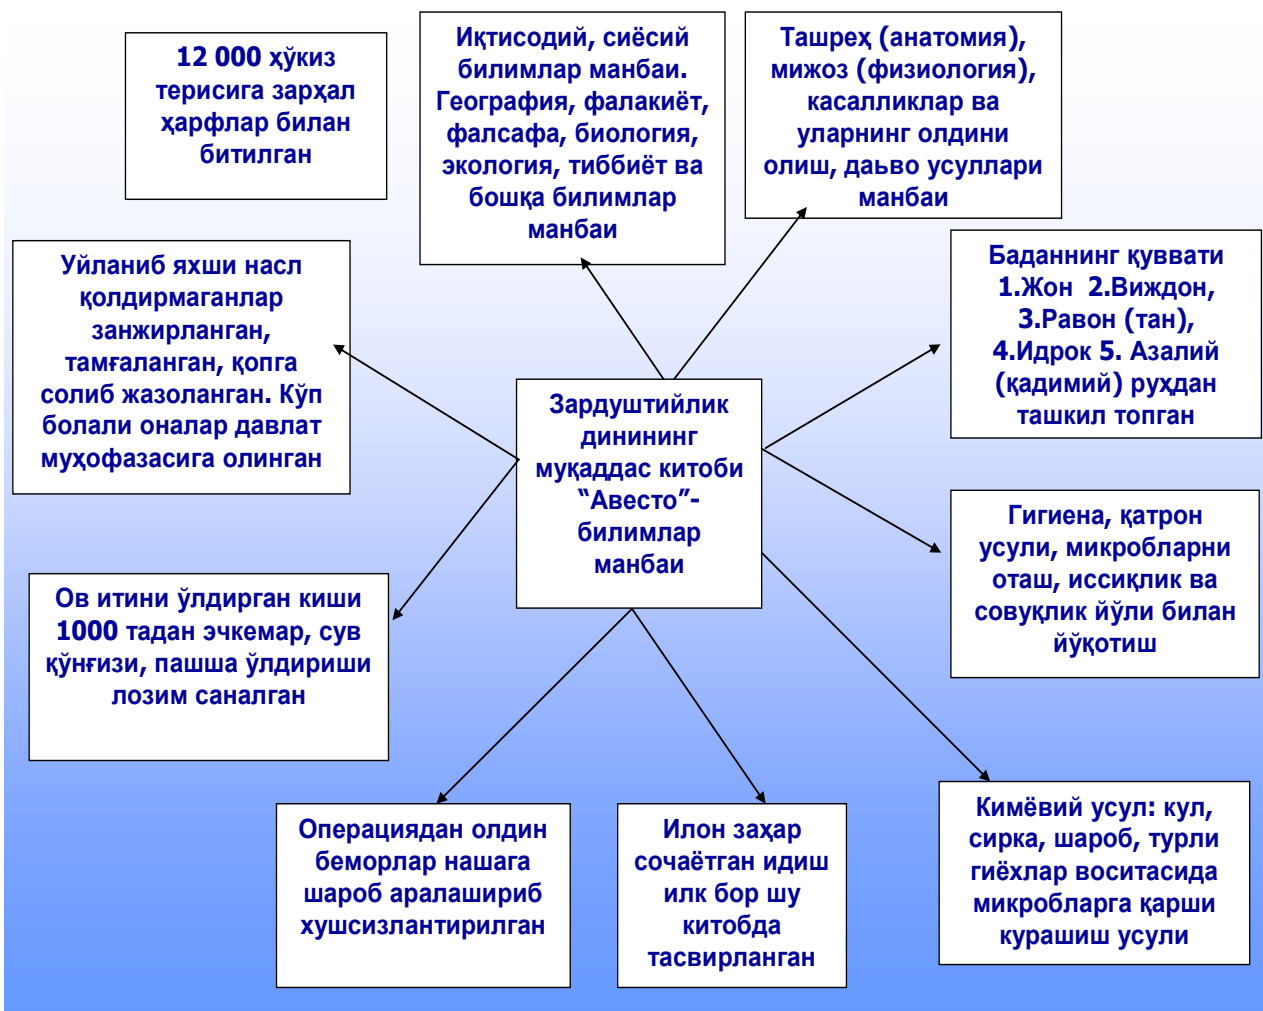 12 000 ҳўкиз
терисига зарҳал
ҳарфлар билан
битилган
Иқтисодий, сиёсий
билимлар манбаи.
География, фалакиёт,
фалсафа, биология,
экология, тиббиёт ва
бошқа билимлар
манбаи
Ташреҳ (анатомия),
мижоз (физиология),
касалликлар ва
уларнинг олдини
олиш, даьво усуллари
манбаи
Уйланиб яхши насл
қолдирмаганлар
занжирланган,
тамғаланган, қопга
солиб жазоланган. Кўп
болали оналар давлат
муҳофазасига олинган
Баданнинг қуввати
1.Жон 2.Виждон,
3.Равон (тан),
4.Идрок 5. Азалий
(қадимий) руҳдан
ташкил топган
Зардуштийлик
динининг
муқаддас китоби
“Авесто”-
билимлар
манбаи
Гигиена, қатрон
усули, микробларни
оташ, иссиқлик ва
совуқлик йўли билан
йўқотиш
Ов итини ўлдирган киши
1000 тадан эчкемар, сув
қўнғизи, пашша ўлдириши
лозим саналган
Операциядан олдин
беморлар нашага
шароб аралашириб
хушсизлантирилган
Илон заҳар
сочаётган идиш
илк бор шу
китобда
тасвирланган
Кимёвий усул: кул,
сирка, шароб, турли
гиёҳлар воситасида
микробларга қарши
курашиш усули